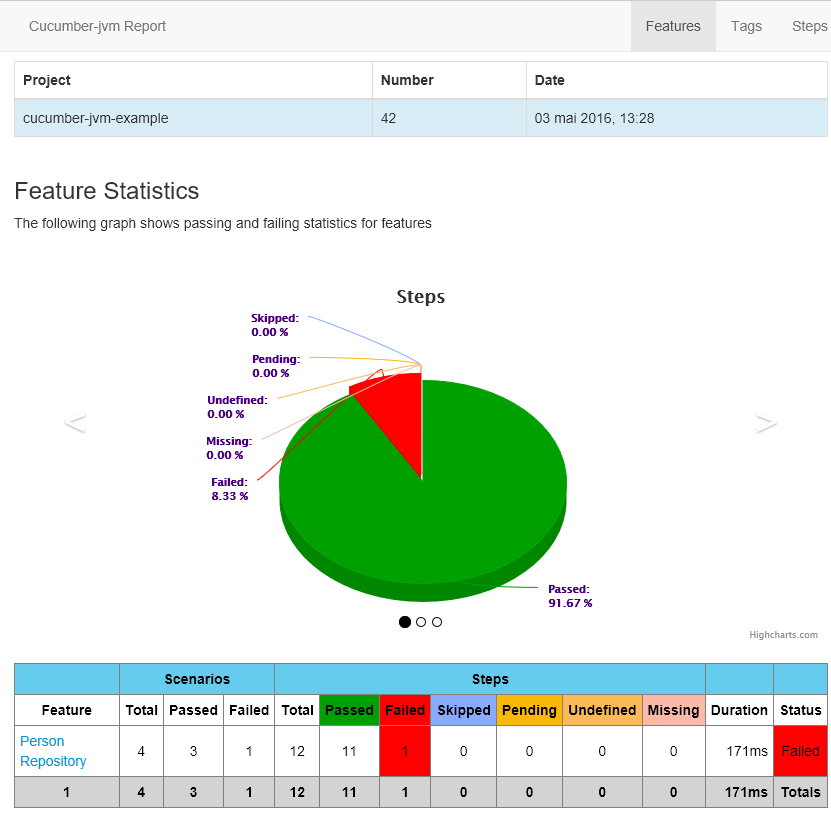 Cucumber-jvm Report Features Tags Steps
Project Number Date
cucumber-jvm-example 42 03 mai 2016, 13:28
Feature Statistics
The following graph shows passing and failing statistics for features
Steps
Skipped:
0.00 %
Pending:
0.00 %
Undefined:
0.00 %
< >
Missing:
0.00 %
Failed:
8.33 %
Passed:
91.67 %
Highcharts.com
Scenarios Steps
Feature Total Passed Failed Total Passed Failed Skipped Pending Undefined Missing Duration Status
Person
Repository 4 3 1 12 11 1 0 0 0 0 171ms Failed
1 4 3 1 12 11 1 0 0 0 0 171ms Totals